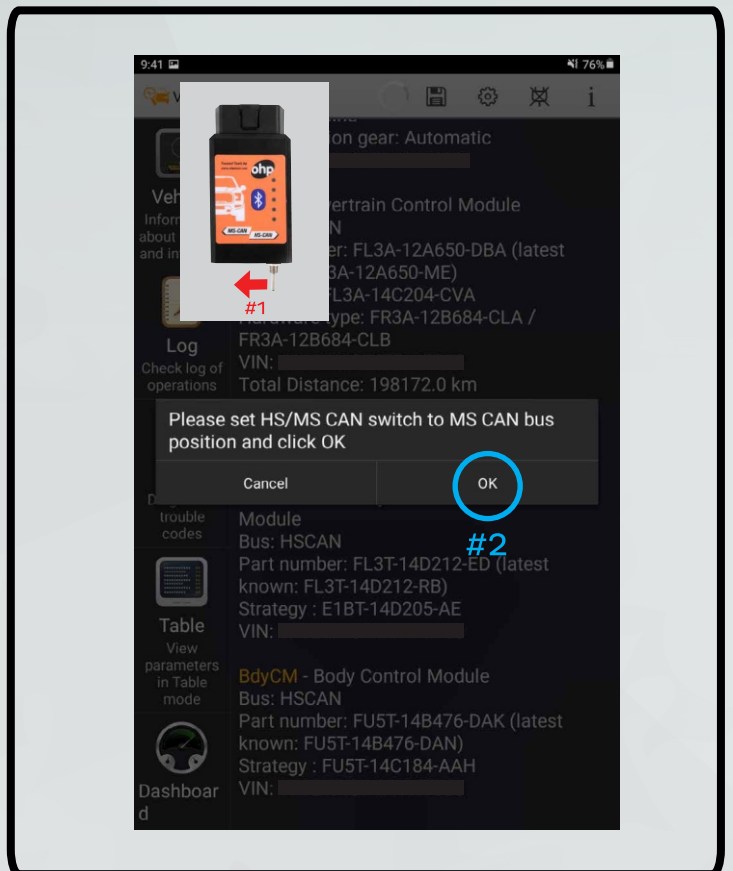 9:41
76%
ion gear: Automatic
Veh
vertrain Control Module
Inform
N
about
er: FL3A-12A650-DBA (latest
and in
3A-12A650-ME)
FL3A-14C204-CVA
Hardware type: FR3A-12B684-CLA /
FR3A-12B684-CLB
VIN:
Total Distance: 198172.0 km
ohp
MS-CAN
HS-CAN
#1
Log
Check log of
operations
Please set HS/MS CAN switch to MS CAN bus
position and click OK
Cancel
OK
#2
trouble
codes
Module
Bus: HSCAN
Part number: FL3T-14D212-ED (latest
known: FL3T-14D212-RB)
Strategy : E1BT-14D205-AE
VIN:
Table
View
parameters
in Table
mode
BdyCM - Body Control Module
Bus: HSCAN
Part number: FU5T-14B476-DAK (latest
known: FU5T-14B476-DAN)
Strategy : FU5T-14C184-AAH
VIN:
Dashboar
d